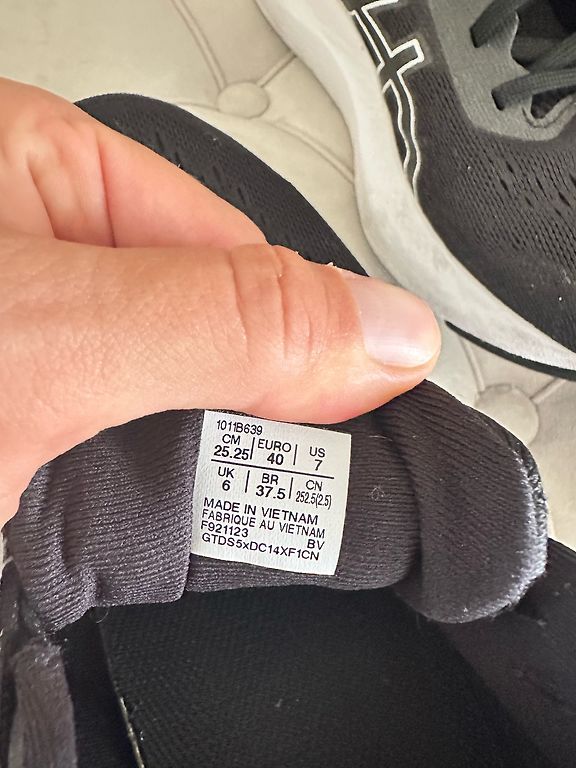 1011B639
CM EURO US
25.25 40 7
UK BR CN
6 37.5 252.5(2.5)
MADE IN VIETNAM
FABRIQUE AU VIETNAM
F921123 BV
GTDS5xDC14XF1CN